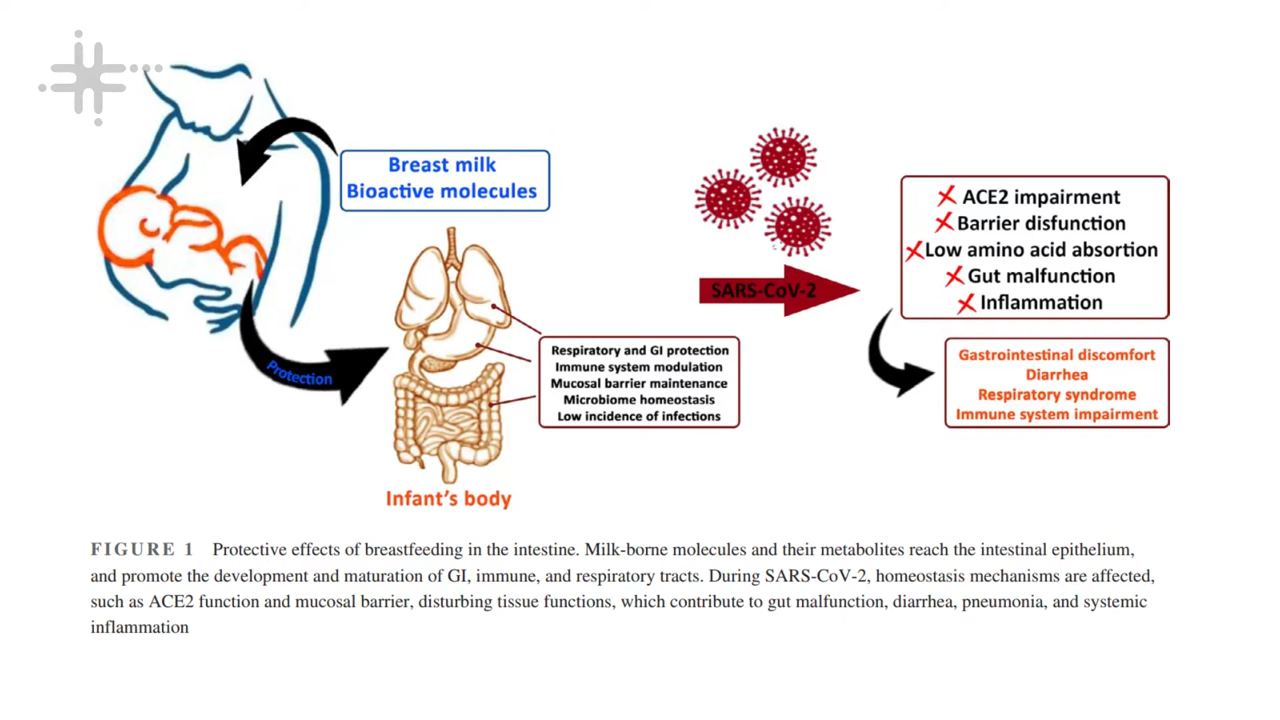 Breast milk
Bioactive molecules
Protection
Infant's body
Respiratory and GI protection
Immune system modulation
Mucosal barrier maintenance
Microbiome homeostasis
Low incidence of infections
SARS-CoV-2
ACE2 impairment
Barrier disfunction
Low amino acid absortion
Gut malfunction
Inflammation
Gastrointestinal discomfort
Diarrhea
Respiratory syndrome
Immune system impairment
FIGURE 1 Protective effects of breastfeeding in the intestine. Milk-borne molecules and their metabolites reach the intestinal epithelium,
and promote the development and maturation of GI, immune, and respiratory tracts. During SARS-CoV-2, homeostasis mechanisms are affected,
such as ACE2 function and mucosal barrier, disturbing tissue functions, which contribute to gut malfunction, diarrhea, pneumonia, and systemic
inflammation